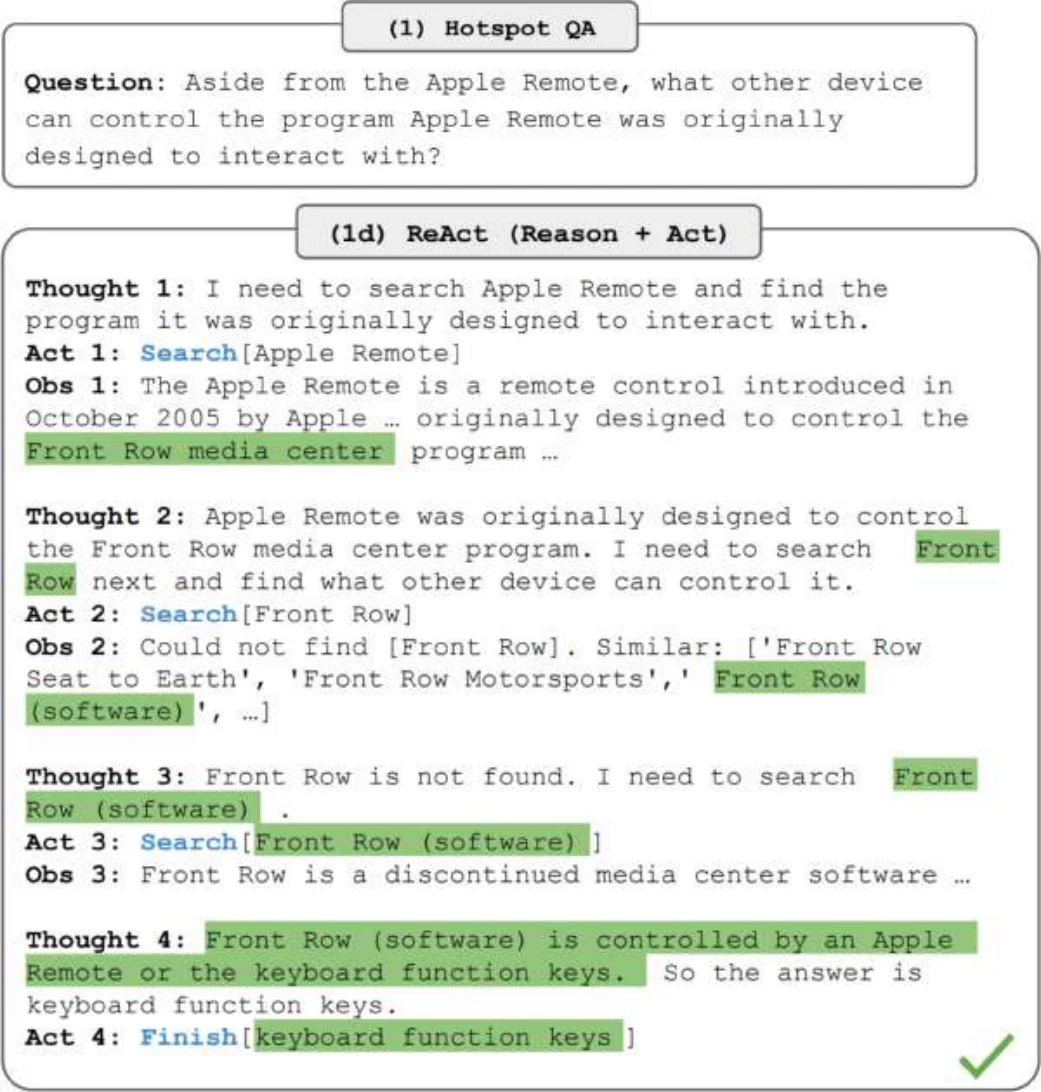 (1) Hotspot QA
Question: Aside from the Apple Remote, what other device
can control the program Apple Remote was originally
designed to interact with?
(1d) ReAct (Reason + Act)
Thought 1: I need to search Apple Remote and find the
program it was originally designed to interact with.
Act 1: Search[Apple Remote]
Obs 1: The Apple Remote is a remote control introduced in
October 2005 by Apple … originally designed to control the
Front Row media center program …
Thought 2: Apple Remote was originally designed to control
the Front Row media center program. I need to search Front
Row next and find what other device can control it.
Act 2: Search[Front Row]
Obs 2: Could not find [Front Row]. Similar: ['Front Row
Seat to Earth', 'Front Row Motorsports',' Front Row
(software)', …]
Thought 3: Front Row is not found. I need to search Front
Row (software) .
Act 3: Search[Front Row (software) ]
Obs 3: Front Row is a discontinued media center software …
Thought 4: Front Row (software) is controlled by an Apple
Remote or the keyboard function keys. So the answer is
keyboard function keys.
Act 4: Finish[keyboard function keys ]